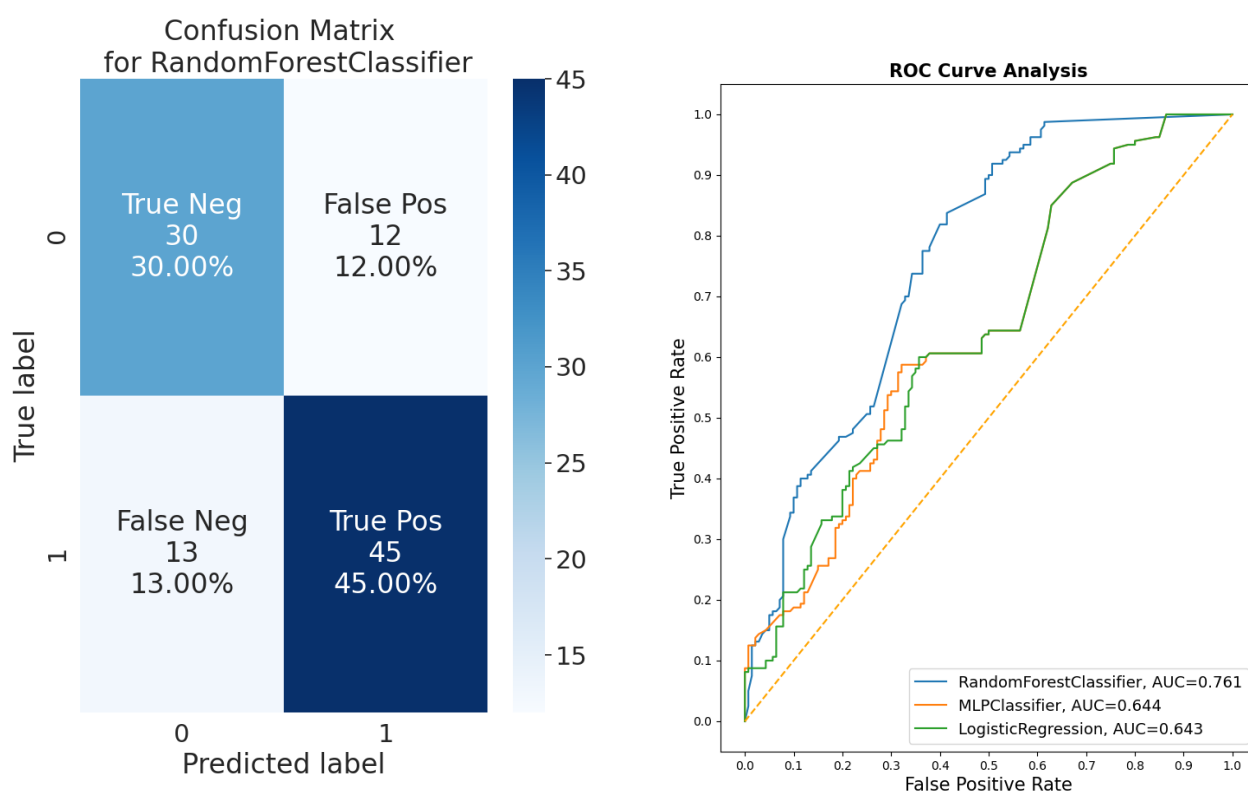 Confusion Matrix
for RandomForestClassifier
True Neg
30
30.00%
False Pos
12
12.00%
False Neg
13
13.00%
True Pos
45
45.00%
0
1
True label
0
1
Predicted label
45
40
35
30
25
20
15
ROC Curve Analysis
1.0
0.9
0.8
0.7
0.6
0.5
0.4
0.3
0.2
0.1
0.0
True Positive Rate
RandomForestClassifier, AUC=0.761
MLPClassifier, AUC=0.644
LogisticRegression, AUC=0.643
0.0 0.1 0.2 0.3 0.4 0.5 0.6 0.7 0.8 0.9 1.0
False Positive Rate